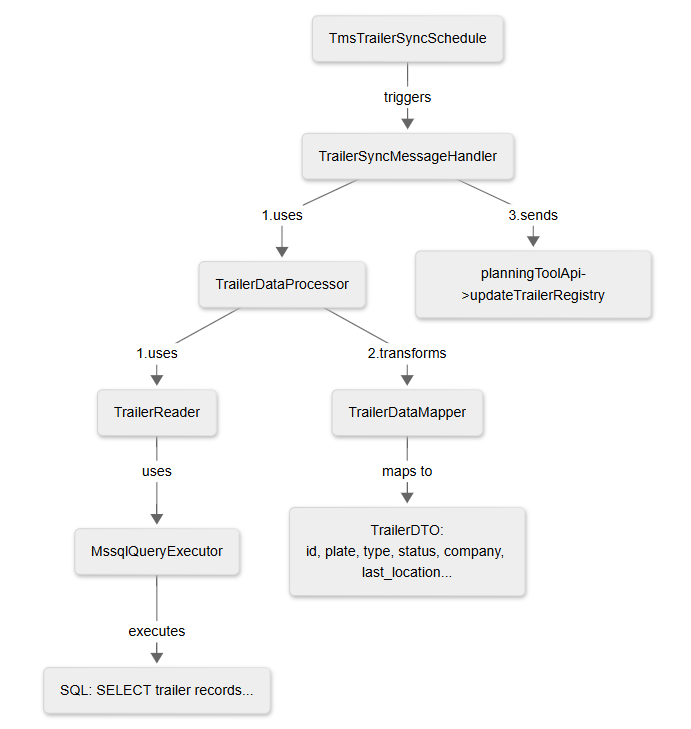 TmsTrailerSyncSchedule
triggers
TrailerSyncMessageHandler
1.uses
3.sends
TrailerDataProcessor
planningToolApi-
>updateTrailerRegistry
1.uses
2.transforms
TrailerReader
TrailerDataMapper
uses
maps to
MssqlQueryExecutor
TrailerDTO:
id, plate, type, status, company,
last_location...
executes
SQL: SELECT trailer records...